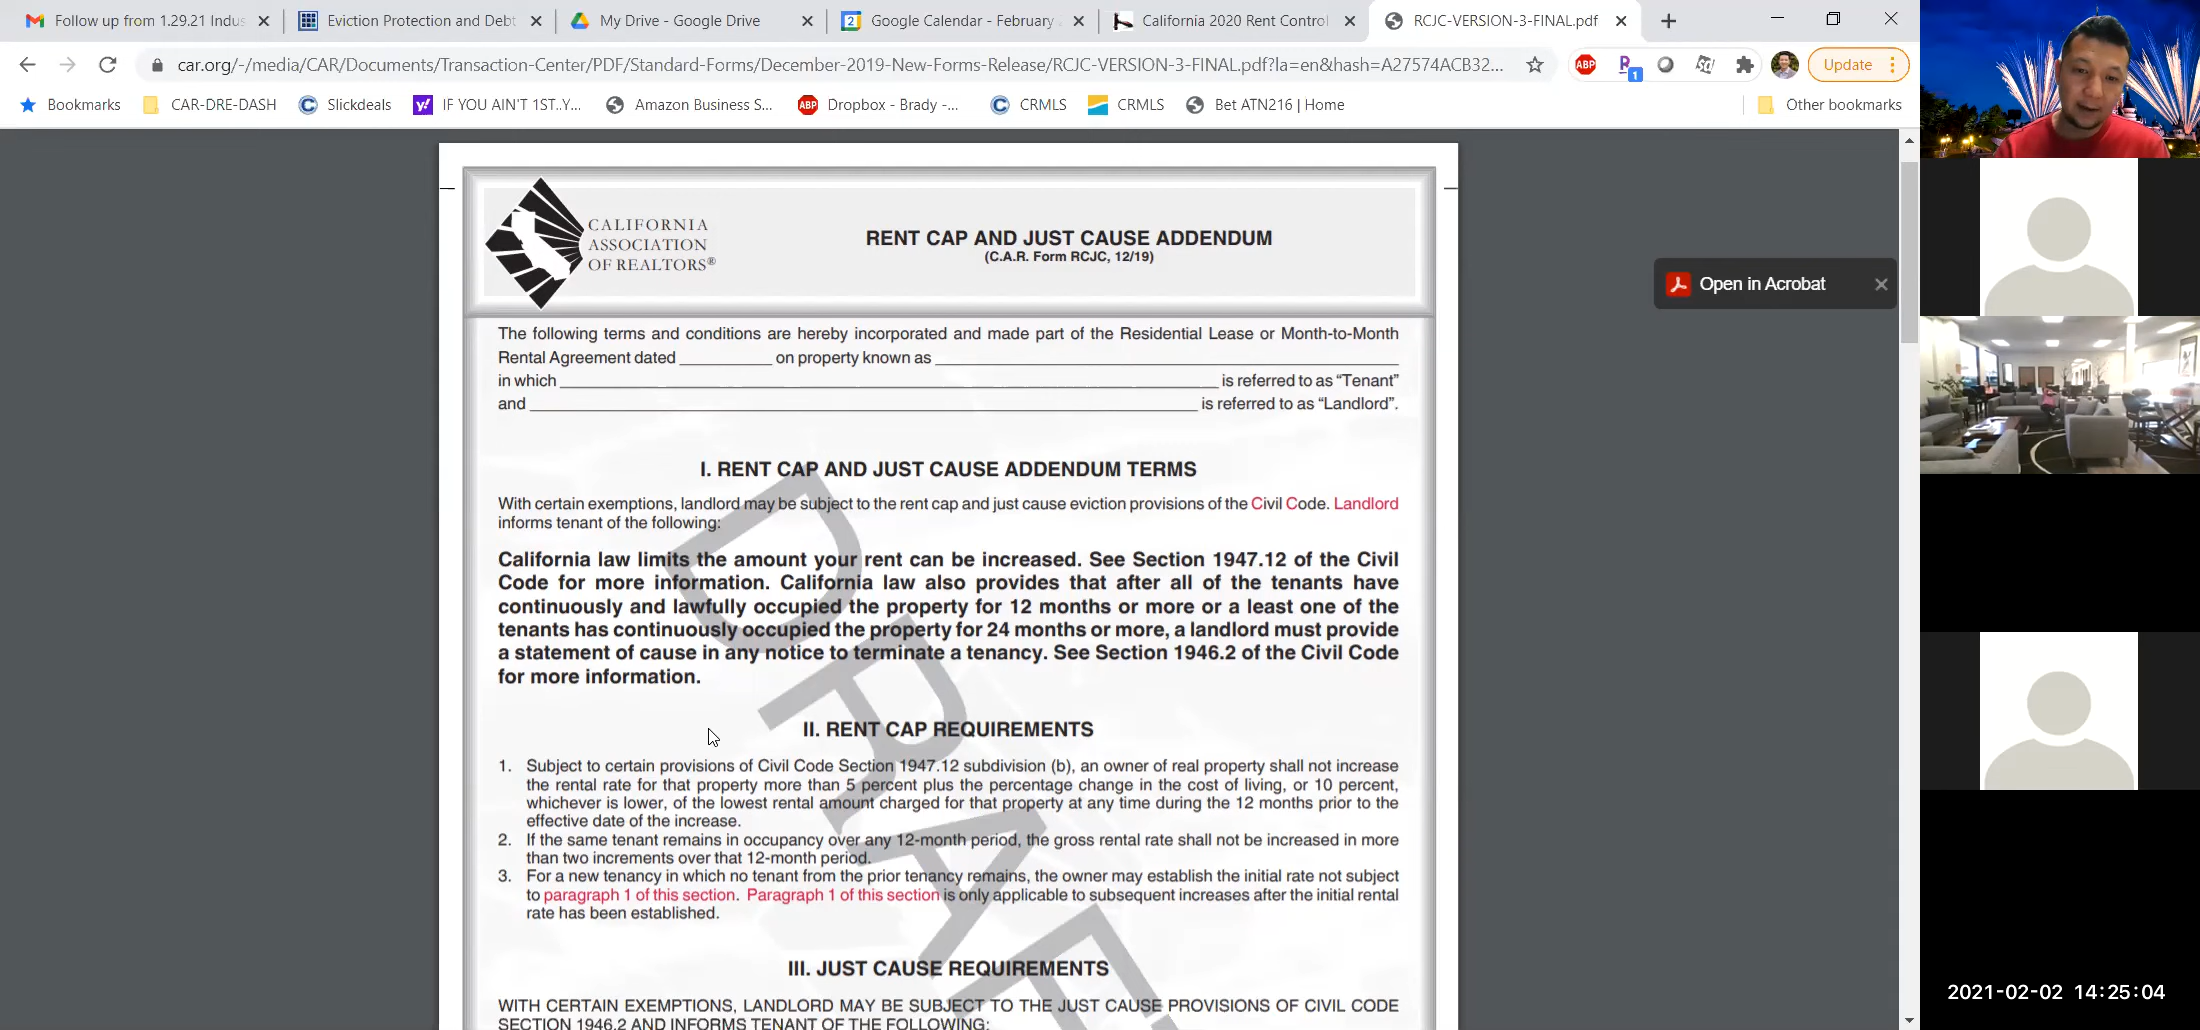 Follow up from 1.29.21 Indus
Eviction Protection and Debt
My Drive - Google Drive
Google Calendar - February
California 2020 Rent Control
RCJC-VERSION-3-FINAL.pdf
car.org/-/media/CAR/Documents/Transaction-Center/PDF/Standard-Forms/December-2019-New-Forms-Release/RCJC-VERSION-3-FINAL.pdf?la=en&hash=A27574ACB32...
ABP
1
Update
Bookmarks
CAR-DRE-DASH
Slickdeals
IF YOU AIN'T 1ST..Y...
Amazon Business S...
ABP
Dropbox - Brady -...
CRMLS
CRMLS
Bet ATN216 | Home
Other bookmarks
CALIFORNIA
ASSOCIATION
OF REALTORS®
RENT CAP AND JUST CAUSE ADDENDUM
(C.A.R. Form RCJC, 12/19)
Open in Acrobat
The following terms and conditions are hereby incorporated and made part of the Residential Lease or Month-to-Month
Rental Agreement dated __________ on property known as __________
in which __________ is referred to as “Tenant”
and __________ is referred to as “Landlord”.
I. RENT CAP AND JUST CAUSE ADDENDUM TERMS
With certain exemptions, landlord may be subject to the rent cap and just cause eviction provisions of the Civil Code. Landlord
informs tenant of the following:
California law limits the amount your rent can be increased. See Section 1947.12 of the Civil
Code for more information. California law also provides that after all of the tenants have
continuously and lawfully occupied the property for 12 months or more or a least one of the
tenants has continuously occupied the property for 24 months or more, a landlord must provide
a statement of cause in any notice to terminate a tenancy. See Section 1946.2 of the Civil Code
for more information.
II. RENT CAP REQUIREMENTS
1. Subject to certain provisions of Civil Code Section 1947.12 subdivision (b), an owner of real property shall not increase
the rental rate for that property more than 5 percent plus the percentage change in the cost of living, or 10 percent,
whichever is lower, of the lowest rental amount charged for that property at any time during the 12 months prior to the
effective date of the increase.
2. If the same tenant remains in occupancy over any 12-month period, the gross rental rate shall not be increased in more
than two increments over that 12-month period.
3. For a new tenancy in which no tenant from the prior tenancy remains, the owner may establish the initial rate not subject
to paragraph 1 of this section. Paragraph 1 of this section is only applicable to subsequent increases after the initial rental
rate has been established.
III. JUST CAUSE REQUIREMENTS
WITH CERTAIN EXEMPTIONS, LANDLORD MAY BE SUBJECT TO THE JUST CAUSE PROVISIONS OF CIVIL CODE
SECTION 1946.2 AND INFORMS TENANT OF THE FOLLOWING:
DRAF
2021-02-02 14:25:04